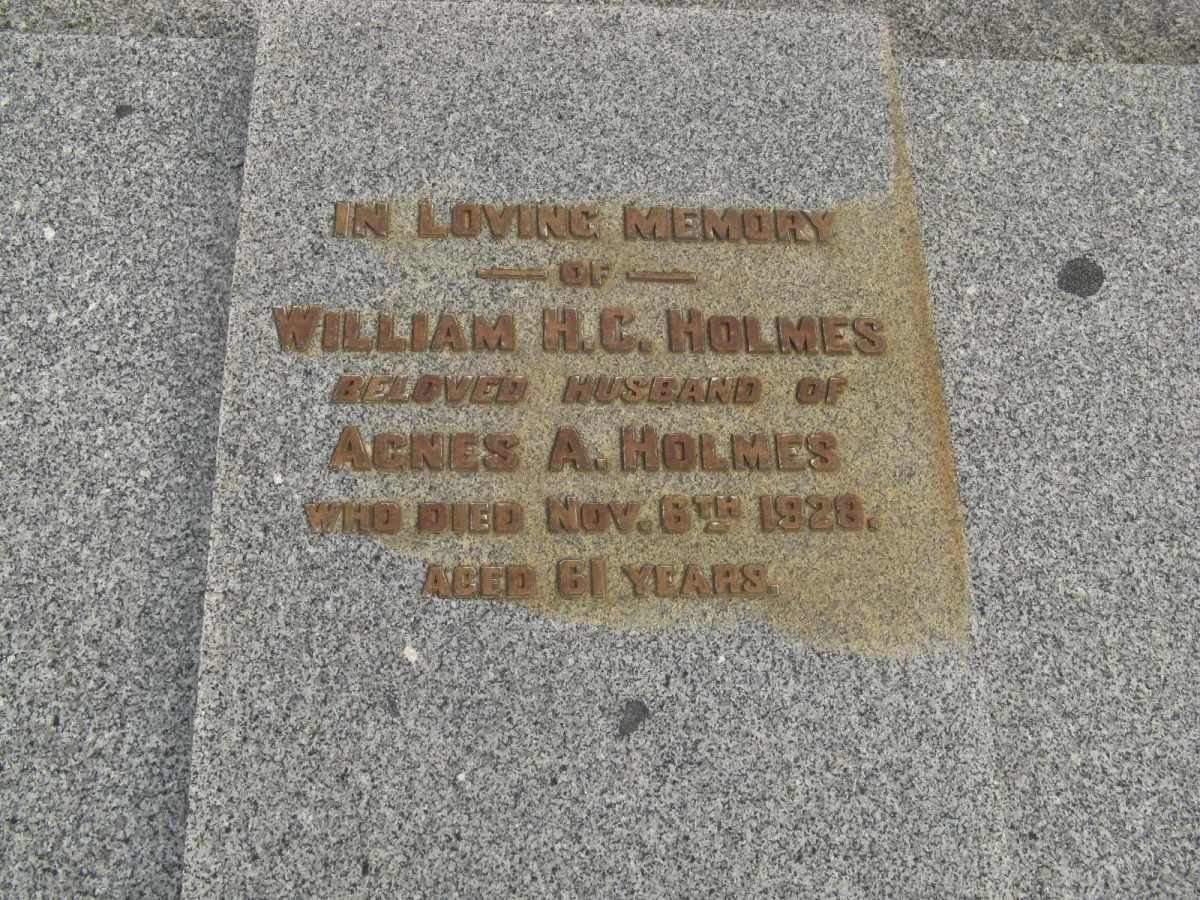 IN LOVING MEMORY
— OF —
WILLIAM H.C. HOLMES
BELOVED HUSBAND OF
AGNES A. HOLMES
WHO DIED NOV. 6TH 1928.
AGED 61 YEARS.